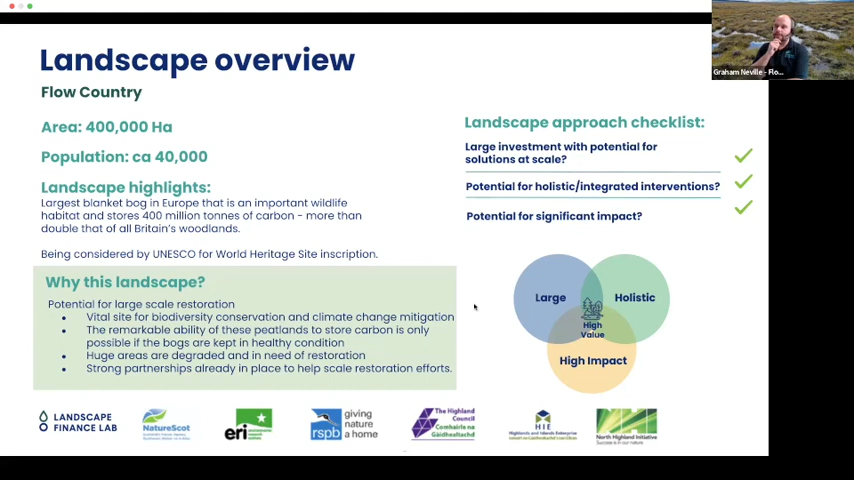 Graham Neville - Flo...
Landscape overview
Flow Country
Area: 400,000 Ha
Population: ca 40,000
Landscape highlights:
Largest blanket bog in Europe that is an important wildlife
habitat and stores 400 million tonnes of carbon - more than
double that of all Britain's woodlands.
Being considered by UNESCO for World Heritage Site inscription.
Why this landscape?
Potential for large scale restoration
• Vital site for biodiversity conservation and climate change mitigation
• The remarkable ability of these peatlands to store carbon is only
possible if the bogs are kept in healthy condition
• Huge areas are degraded and in need of restoration
• Strong partnerships already in place to help scale restoration efforts.
Landscape approach checklist:
Large investment with potential for
solutions at scale?
Potential for holistic/integrated interventions?
Potential for significant impact?
Large
Holistic
High
Value
High Impact
LANDSCAPE
FINANCE LAB
NatureScot
eri
rspb
giving
nature
a home
The Highland
Council
Comhairle na
Gàidhealtachd
HIE
Highlands and Islands Enterprise
North Highland Initiative